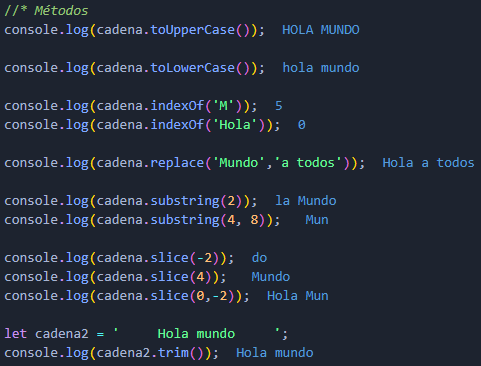 //* Métodos
console.log(cadena.toUpperCase());  HOLA MUNDO
console.log(cadena.toLowerCase());  hola mundo
console.log(cadena.indexOf('M'));  5
console.log(cadena.indexOf('Hola'));  0
console.log(cadena.replace('Mundo','a todos'));  Hola a todos
console.log(cadena.substring(2));  la Mundo
console.log(cadena.substring(4, 8));   Mun
console.log(cadena.slice(-2));  do
console.log(cadena.slice(4));   Mundo
console.log(cadena.slice(0,-2));  Hola Mun
let cadena2 = '     Hola mundo     ';
console.log(cadena2.trim());  Hola mundo